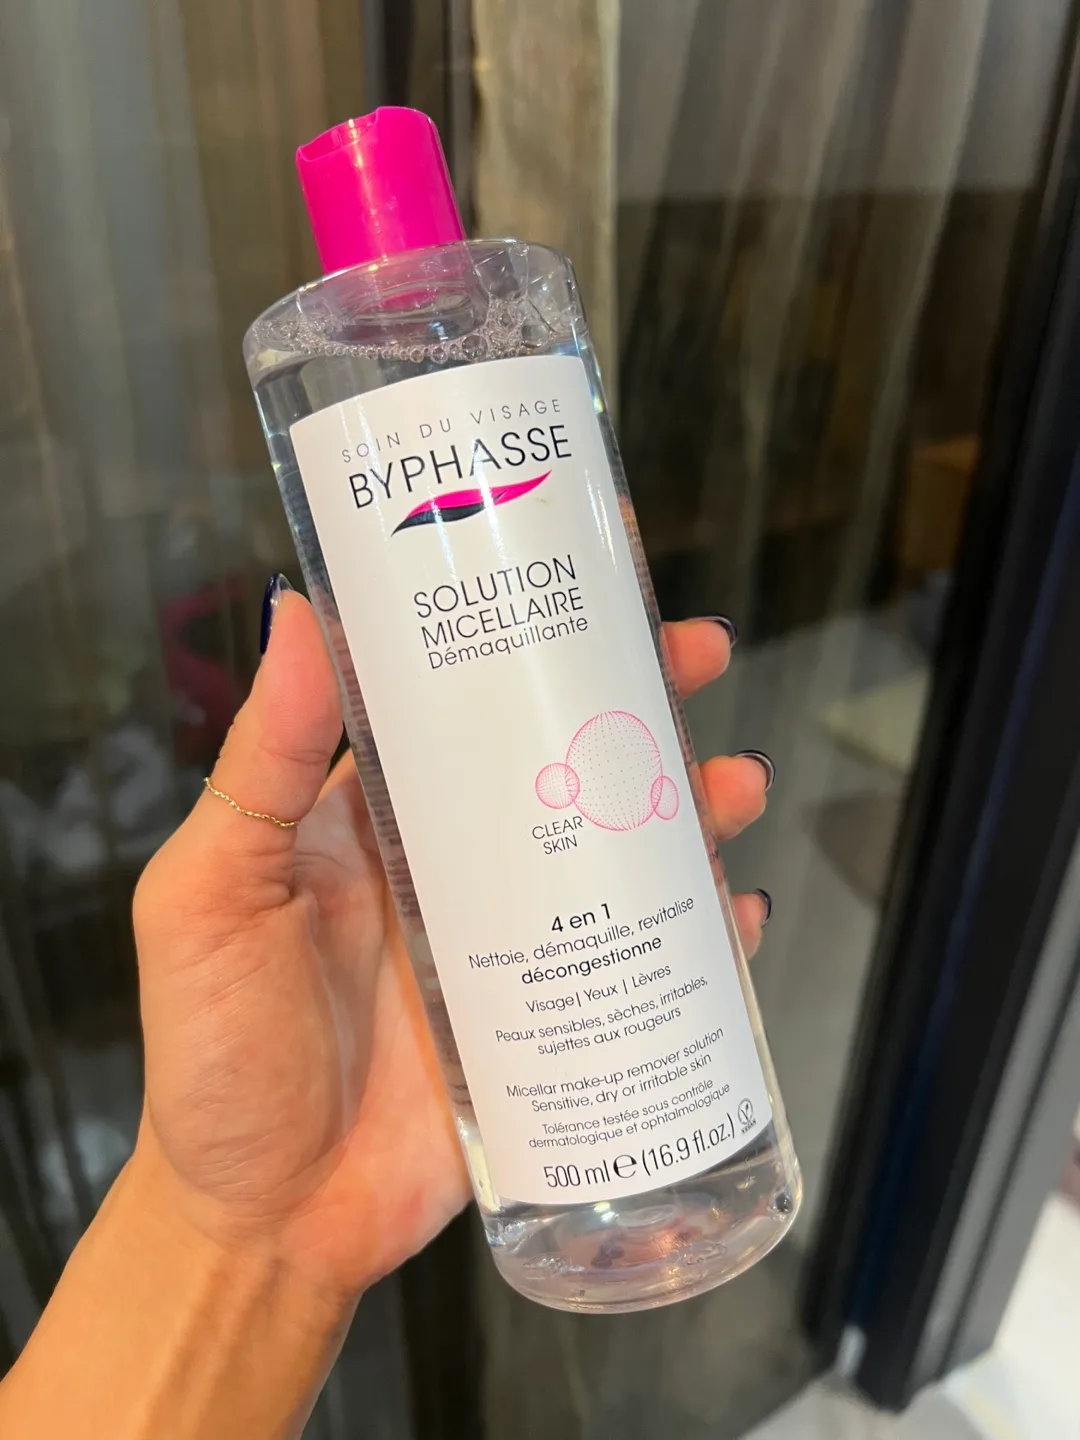 SOIN DU VISAGE
BYPHASSE
SOLUTION
MICELLAIRE
Démaquillante
CLEAR
SKIN
4 en 1
Nettoie, démaquille, revitalise
décongestionne
Visage | Yeux | Lèvres
Peaux sensibles, sèches, irritables,
sujettes aux rougeurs
Micellar make-up remover solution
Sensitive, dry or irritable skin
Tolérance testée sous contrôle
dermatologique et ophtalmologique
VEGAN
500 ml e (16.9 fl.oz.)